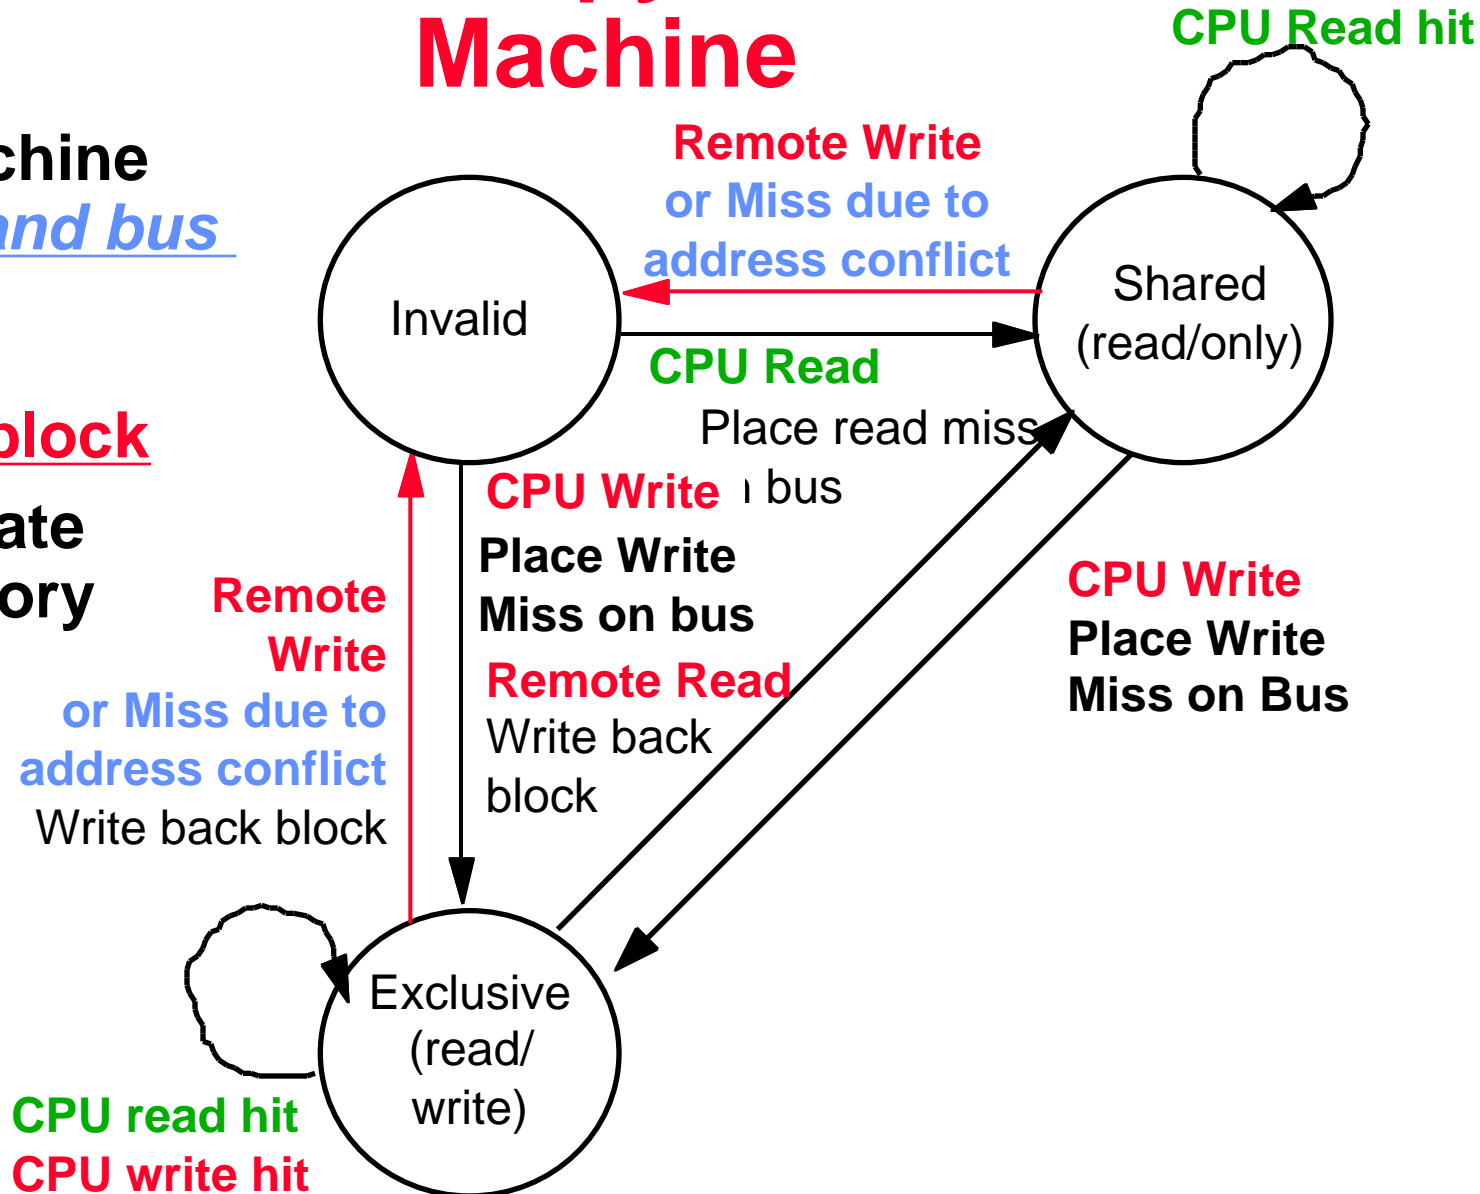 Machine
CPU Read hit
chine
and bus
block
ate
ory
Remote Write
or Miss due to
address conflict
Invalid
Shared
(read/only)
CPU Read
Place read miss
bus
CPU Write
Place Write
Miss on bus
Remote Read
Write back
block
CPU Write
Place Write
Miss on Bus
Remote
Write
or Miss due to
address conflict
Write back block
Exclusive
(read/
write)
CPU read hit
CPU write hit